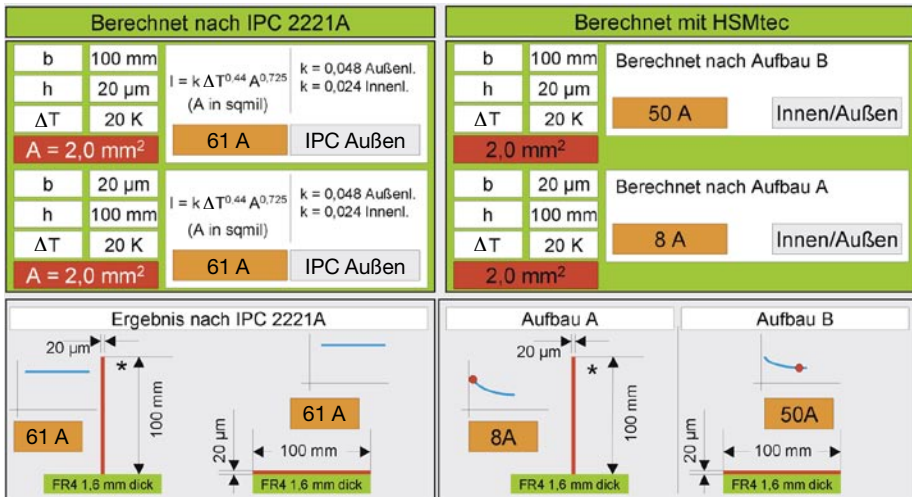 Berechnet nach IPC 2221A
b 100 mm
h 20 µm
ΔT 20 K
A = 2,0 mm²
I = k ΔT^0,44 A^0,725
(A in sqmil)
k = 0,048 Außenl.
k = 0,024 Innenl.
61 A IPC Außen
b 20 µm
h 100 mm
ΔT 20 K
A = 2,0 mm²
I = k ΔT^0,44 A^0,725
(A in sqmil)
k = 0,048 Außenl.
k = 0,024 Innenl.
61 A IPC Außen
Berechnet mit HSMtec
b 100 mm
h 20 µm
ΔT 20 K
2,0 mm²
Berechnet nach Aufbau B
50 A Innen/Außen
b 20 µm
h 100 mm
ΔT 20 K
2,0 mm²
Berechnet nach Aufbau A
8 A Innen/Außen
Ergebnis nach IPC 2221A
20 µm
*
100 mm
61 A
FR4 1,6 mm dick
61 A
20 µm
100 mm
FR4 1,6 mm dick
Aufbau A
20 µm
*
100 mm
8A
FR4 1,6 mm dick
Aufbau B
50A
20 µm
100 mm
FR4 1,6 mm dick